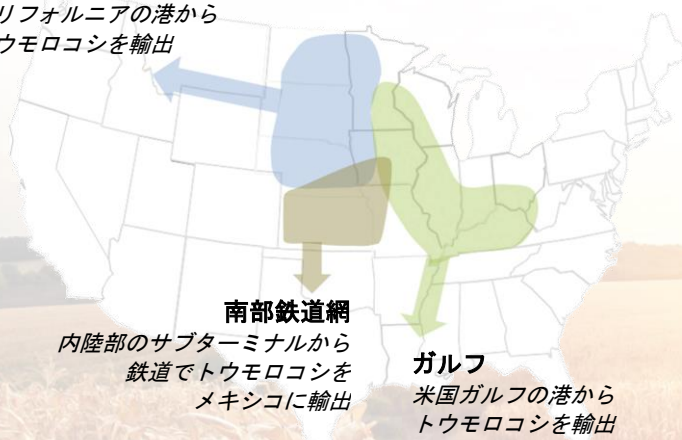 リフォルニアの港から
ウモロコシを輸出
南部鉄道網
内陸部のサブターミナルから
鉄道でトウモロコシを
メキシコに輸出
ガルフ
米国ガルフの港から
トウモロコシを輸出